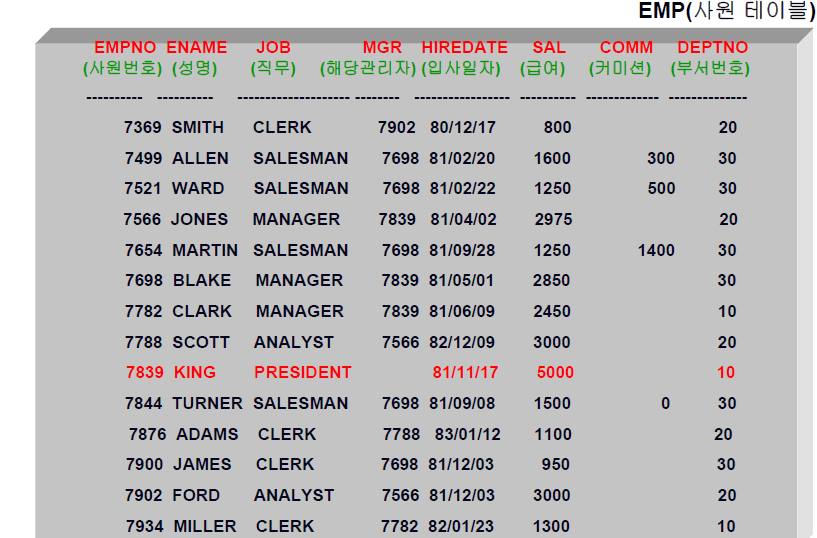 EMP(사원 테이블)
EMPNO ENAME JOB MGR HIREDATE SAL COMM DEPTNO
(사원번호) (성명) (직무) (해당관리자) (입사일자) (급여) (커미션) (부서번호)
---------- ---------- ------------------ -------- ----------------- ---------- ------------- --------------
7369 SMITH CLERK 7902 80/12/17 800 20
7499 ALLEN SALESMAN 7698 81/02/20 1600 300 30
7521 WARD SALESMAN 7698 81/02/22 1250 500 30
7566 JONES MANAGER 7839 81/04/02 2975 20
7654 MARTIN SALESMAN 7698 81/09/28 1250 1400 30
7698 BLAKE MANAGER 7839 81/05/01 2850 30
7782 CLARK MANAGER 7839 81/06/09 2450 10
7788 SCOTT ANALYST 7566 82/12/09 3000 20
7839 KING PRESIDENT 81/11/17 5000 10
7844 TURNER SALESMAN 7698 81/09/08 1500 0 30
7876 ADAMS CLERK 7788 83/01/12 1100 20
7900 JAMES CLERK 7698 81/12/03 950 30
7902 FORD ANALYST 7566 81/12/03 3000 20
7934 MILLER CLERK 7782 82/01/23 1300 10